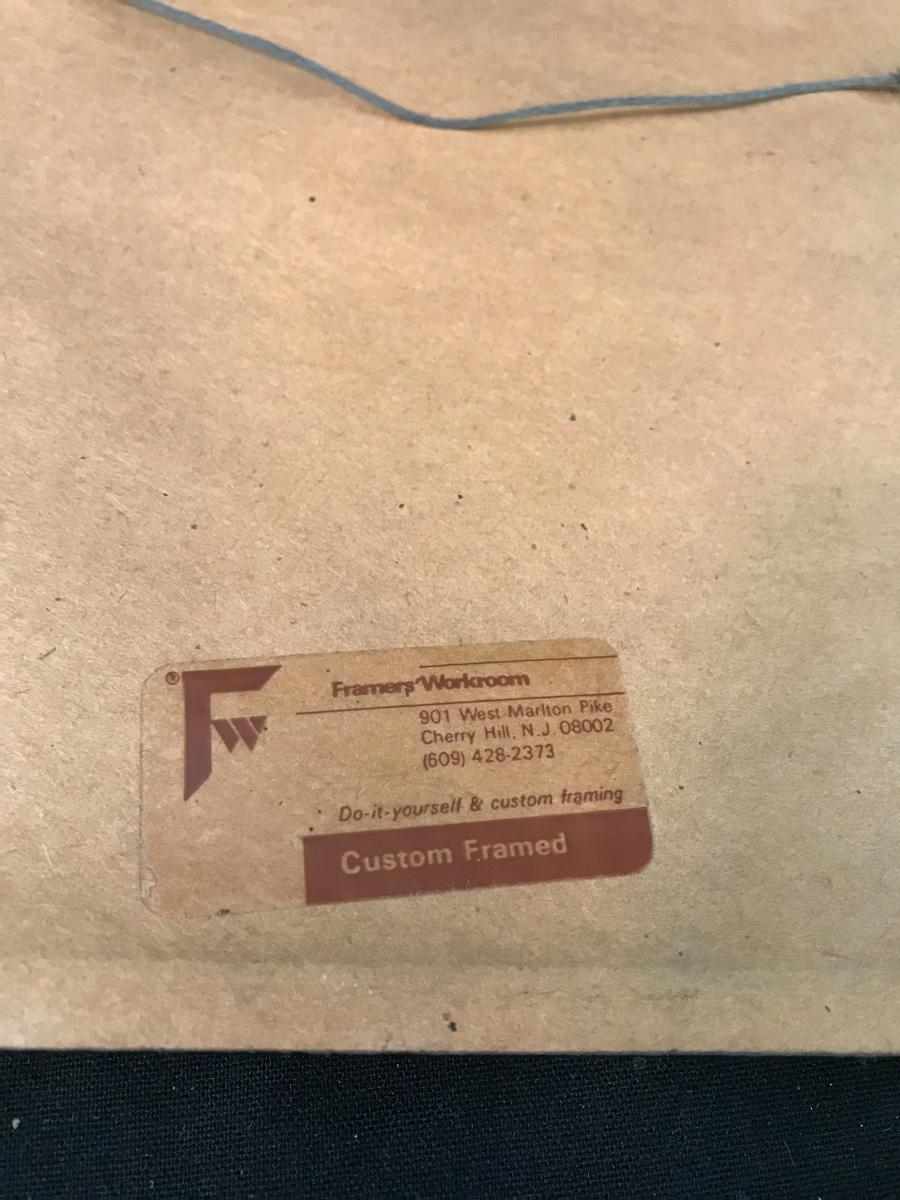 ®
FW
Framers' Workroom
901 West Marlton Pike
Cherry Hill, N.J. 08002
(609) 428-2373
Do-it-yourself & custom framing
Custom Framed